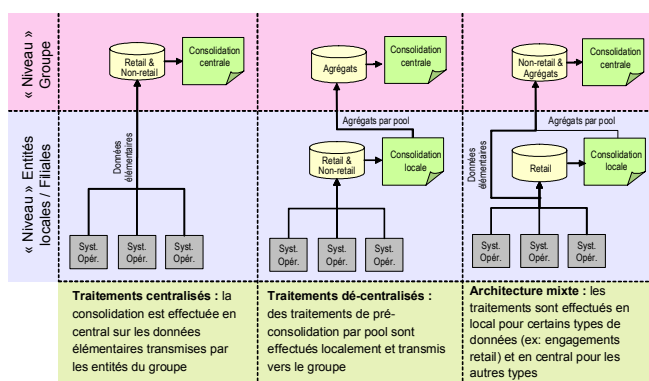 « Niveau »
Groupe
Retail &
Non-retail
Consolidation
centrale
Agrégats
Consolidation
centrale
Non-retail &
Agrégats
Consolidation
centrale
« Niveau » Entités
locales / Filiales
Données
élémentaires
Syst.
Opér.
Syst.
Opér.
Syst.
Opér.
Agrégats par pool
Retail &
Non-retail
Consolidation
locale
Syst.
Opér.
Syst.
Opér.
Syst.
Opér.
Agrégats par pool
Données
élémentaires
Retail
Consolidation
locale
Syst.
Opér.
Syst.
Opér.
Syst.
Opér.
Traitements centralisés : la
consolidation est effectuée en
central sur les données
élémentaires transmises par
les entités du groupe
Traitements dé-centralisés :
des traitements de pré-
consolidation par pool sont
effectués localement et transmis
vers le groupe
Architecture mixte : les
traitements sont effectués en
local pour certains types de
données (ex: engagements
retail) et en central pour les
autres types